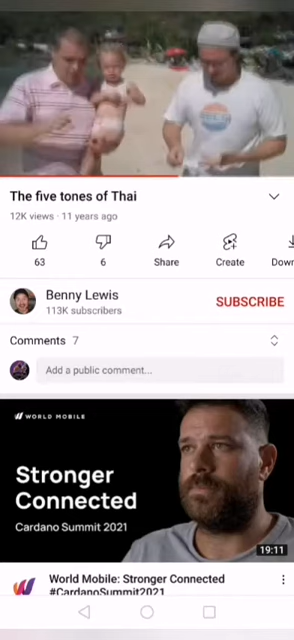 The five tones of Thai
12K views · 11 years ago
63
6
Share
Create
Down
Benny Lewis
113K subscribers
SUBSCRIBE
Comments 7
Add a public comment...
WORLD MOBILE
Stronger
Connected
Cardano Summit 2021
19:11
World Mobile: Stronger Connected
#CardanoSummit2021